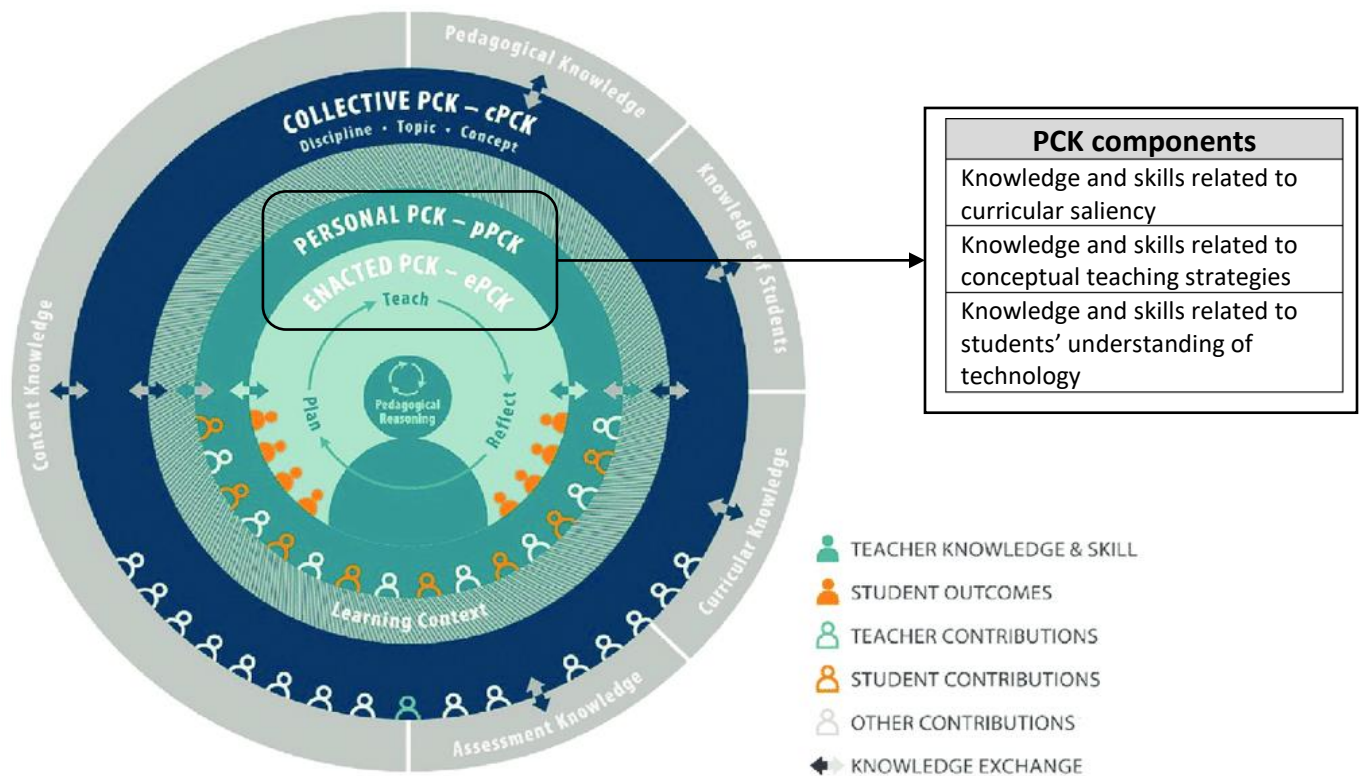 Pedagogical Knowledge
COLLECTIVE PCK – cPCK
Discipline • Topic • Concept
Knowledge of Students
PERSONAL PCK – pPCK
ENACTED PCK – ePCK
Teach
Content Knowledge
Pedagogical
Reasoning
Plan
Reflect
Curricular Knowledge
Learning Context
Assessment Knowledge
PCK components
Knowledge and skills related to
curricular saliency
Knowledge and skills related to
conceptual teaching strategies
Knowledge and skills related to
students’ understanding of
technology
TEACHER KNOWLEDGE & SKILL
STUDENT OUTCOMES
TEACHER CONTRIBUTIONS
STUDENT CONTRIBUTIONS
OTHER CONTRIBUTIONS
KNOWLEDGE EXCHANGE